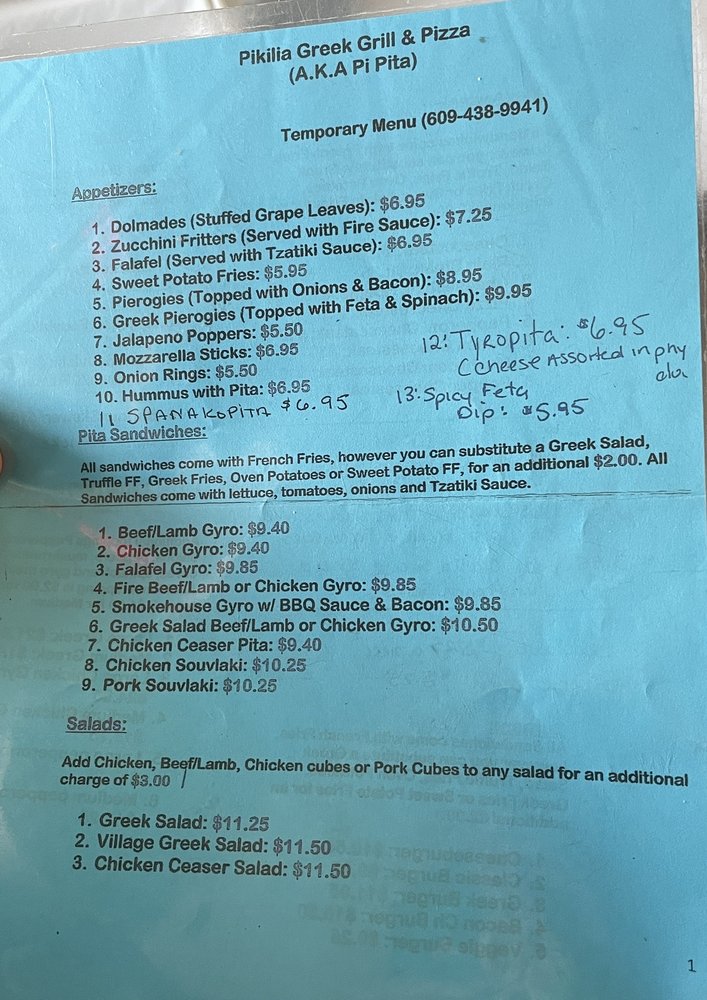 Pikilia Greek Grill & Pizza
(A.K.A Pi Pita)
Temporary Menu (609-438-9941)
Appetizers:
1. Dolmades (Stuffed Grape Leaves): $6.95
2. Zucchini Fritters (Served with Fire Sauce): $7.25
3. Falafel (Served with Tzatiki Sauce): $6.95
4. Sweet Potato Fries: $5.95
5. Pierogies (Topped with Onions & Bacon): $8.95
6. Greek Pierogies (Topped with Feta & Spinach): $9.95
7. Jalapeno Poppers: $5.50
8. Mozzarella Sticks: $6.95
9. Onion Rings: $5.50
10. Hummus with Pita: $6.95
11 SPANAKOPITA $6.95
12: Tyropita: $6.95
Ccheese Assorted in phy
13: Spicy Feta
Dip: $5.95
Pita Sandwiches:
All sandwiches come with French Fries, however you can substitute a Greek Salad,
Truffle FF, Greek Fries, Oven Potatoes or Sweet Potato FF, for an additional $2.00. All
Sandwiches come with lettuce, tomatoes, onions and Tzatiki Sauce.
1. Beef/Lamb Gyro: $9.40
2. Chicken Gyro: $9.40
3. Falafel Gyro: $9.85
4. Fire Beef/Lamb or Chicken Gyro: $9.85
5. Smokehouse Gyro w/ BBQ Sauce & Bacon: $9.85
6. Greek Salad Beef/Lamb or Chicken Gyro: $10.50
7. Chicken Ceaser Pita: $9.40
8. Chicken Souvlaki: $10.25
9. Pork Souvlaki: $10.25
Salads:
Add Chicken, Beef/Lamb, Chicken cubes or Pork Cubes to any salad for an additional
charge of $3.00
1. Greek Salad: $11.25
2. Village Greek Salad: $11.50
3. Chicken Ceaser Salad: $11.50
1